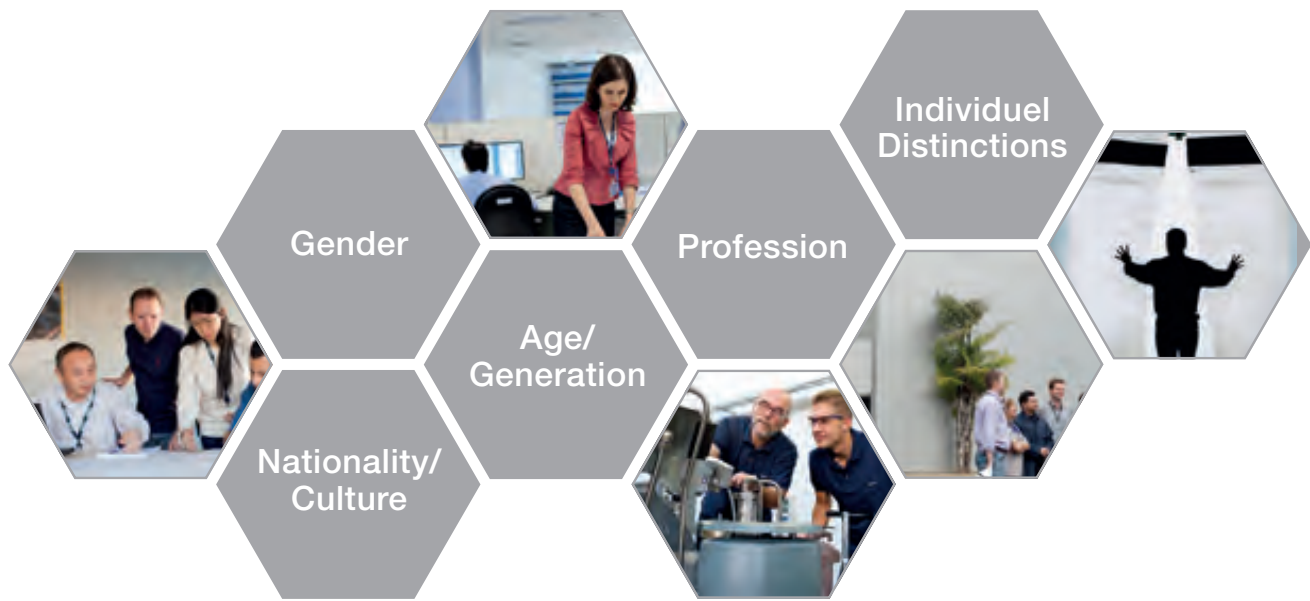 Gender
Nationality/
Culture
Age/
Generation
Profession
Individuel
Distinctions